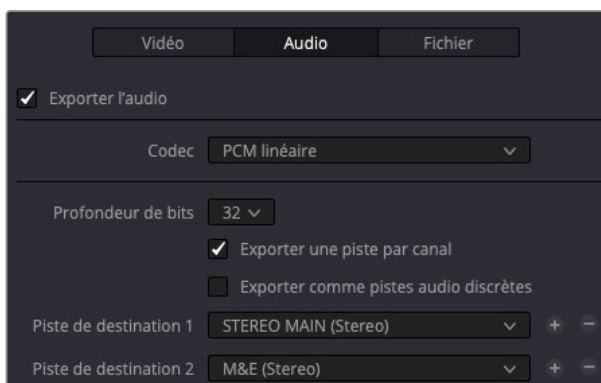 Vidéo Audio Fichier
Exporter l'audio
Codec PCM linéaire
Profondeur de bits 32
Exporter une piste par canal
Exporter comme pistes audio discrètes
Piste de destination 1 STEREO MAIN (Stereo) + −
Piste de destination 2 M&E (Stereo) + −